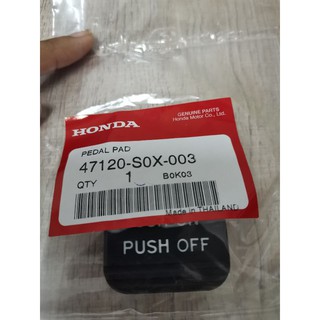 GENUINE PARTS
Honda Motor Co., Ltd.
HONDA
PEDAL PAD
47120-S0X-003
QTY 1 B0K03
Made in THAILAND
PUSH OFF